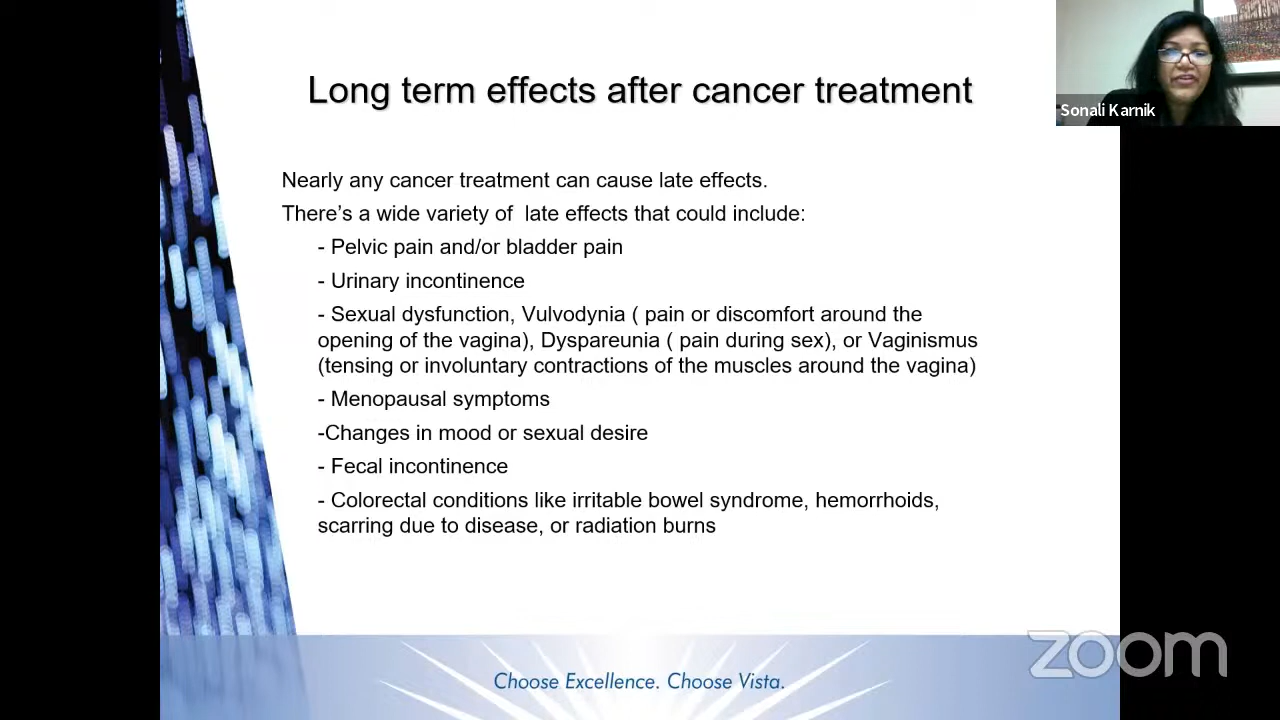 Long term effects after cancer treatment
Sonali Karnik
Nearly any cancer treatment can cause late effects.
There's a wide variety of  late effects that could include:
- Pelvic pain and/or bladder pain
- Urinary incontinence
- Sexual dysfunction, Vulvodynia ( pain or discomfort around the
opening of the vagina), Dyspareunia ( pain during sex), or Vaginismus
(tensing or involuntary contractions of the muscles around the vagina)
- Menopausal symptoms
-Changes in mood or sexual desire
- Fecal incontinence
- Colorectal conditions like irritable bowel syndrome, hemorrhoids,
scarring due to disease, or radiation burns
zoom
Choose Excellence. Choose Vista.